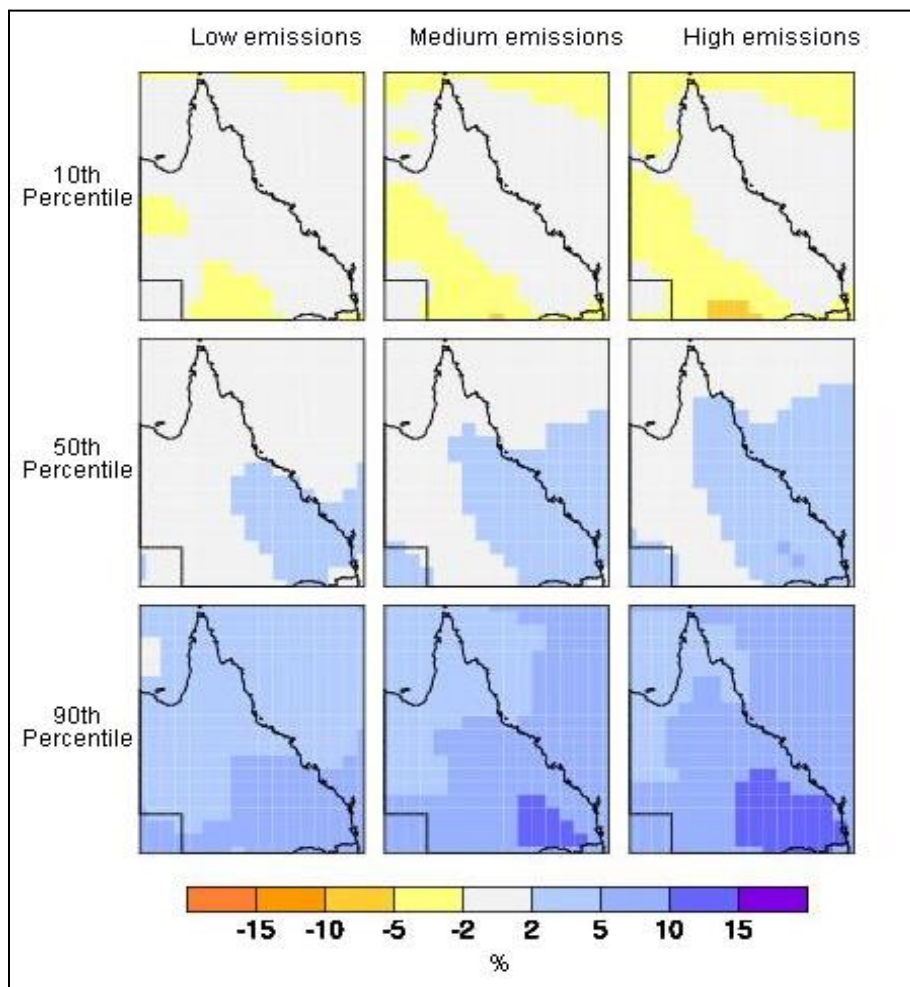 Low emissions Medium emissions High emissions
10th
Percentile
50th
Percentile
90th
Percentile
-15 -10 -5 -2 2 5 10 15
%